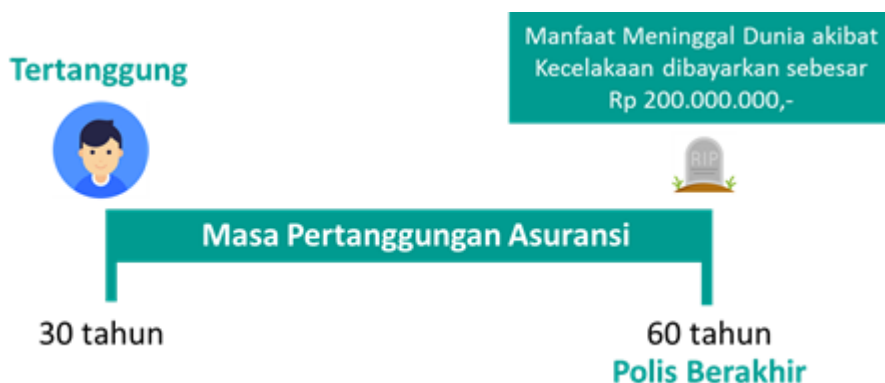 Manfaat Meninggal Dunia akibat
Kecelakaan dibayarkan sebesar
Rp 200.000.000,-
Tertanggung
RIP
Masa Pertanggungan Asuransi
30 tahun
60 tahun
Polis Berakhir